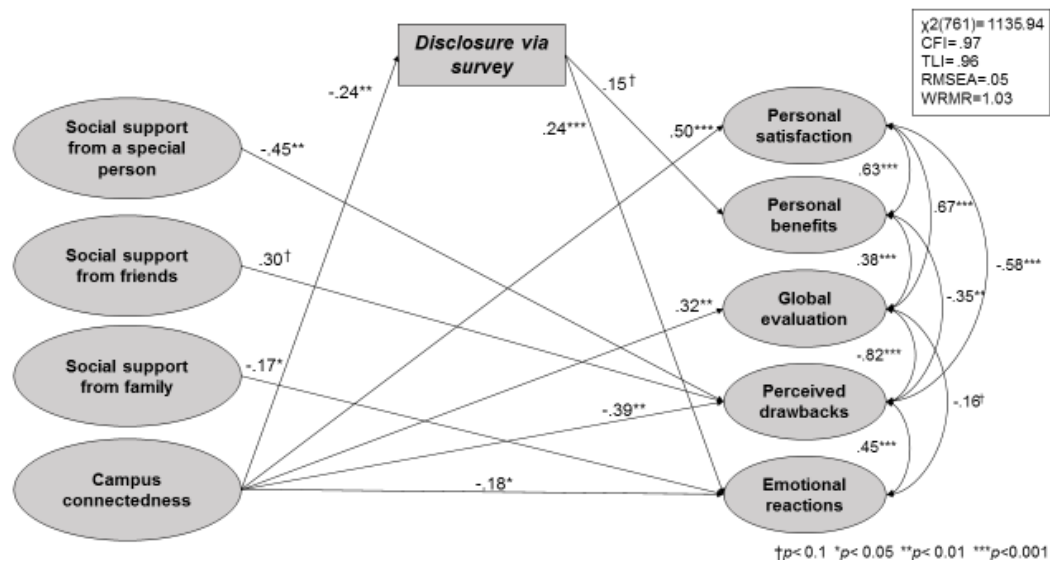 χ2(761)= 1135.94
CFI= .97
TLI= .96
RMSEA=.05
WRMR=1.03
Disclosure via
survey
-.24**
.15†
.24***
.50***
Social support
from a special
person
-.45**
Personal
satisfaction
.63***
.67***
-.58***
Personal
benefits
Social support
from friends
.30†
.38***
-.35**
.32**
Global
evaluation
Social support
from family
-.17*
-.82***
-.39**
Perceived
drawbacks
-.16†
.45***
Campus
connectedness
-.18*
Emotional
reactions
†p< 0.1 *p< 0.05 **p< 0.01 ***p<0.001